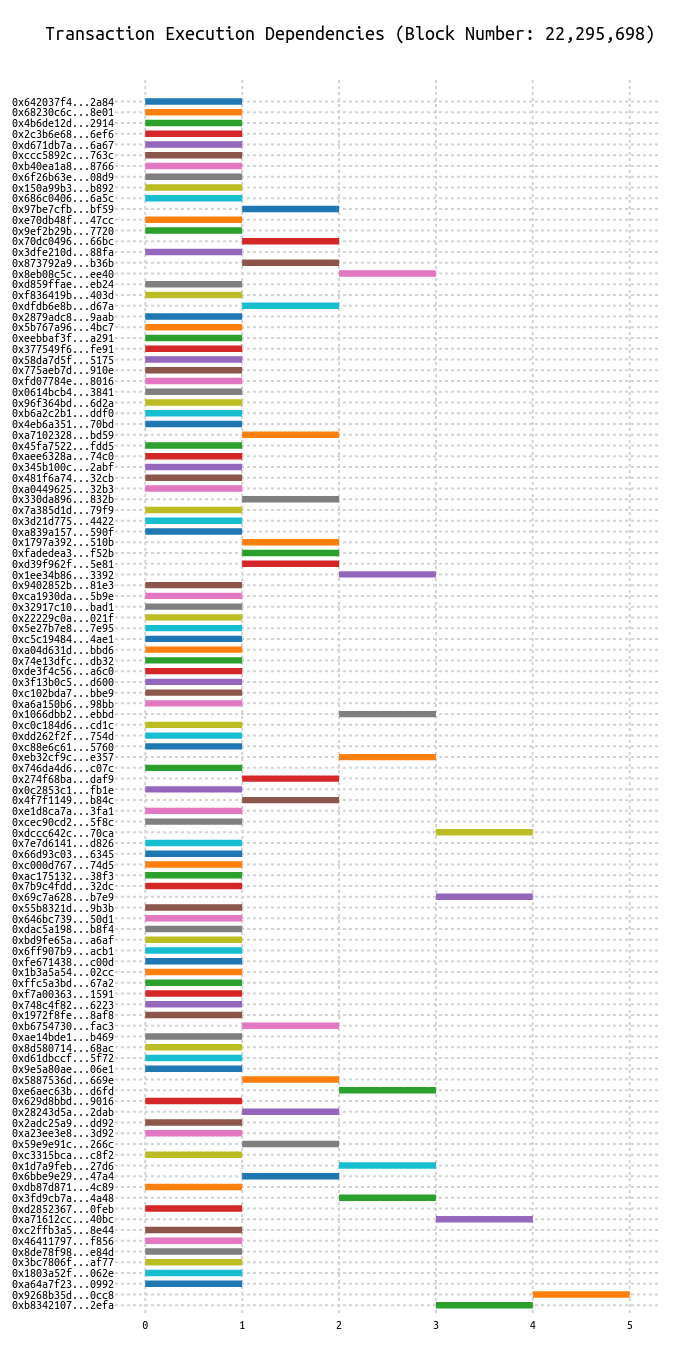 Transaction Execution Dependencies (Block Number: 22,295,698)
0x642037f4...2a84
0x68230c6c...8e01
0x4b6de12d...2914
0x2c3b6e68...6ef6
0xd671db7a...6a67
0xccc5892c...763c
0xb40ea1a8...8766
0x6f26b63e...08d9
0x150a99b3...b892
0x686c0406...6a5c
0x97be7cfb...bf59
0xe70db48f...47cc
0x9ef2b29b...7720
0x70dc0496...66bc
0x3dfe210d...88fa
0x873792a9...b36b
0x8eb08c5c...ee40
0xd859ffae...eb24
0xf836419b...403d
0xdfdb6e8b...d67a
0x2879adc8...9aab
0x5b767a96...4bc7
0xeebbaf3f...a291
0x377549f6...fe91
0x58da7d5f...5175
0x775aeb7d...910e
0xfd07784e...8016
0x0614bcb4...3841
0x96f364bd...6d2a
0xb6a2c2b1...ddf0
0x4eb6a351...70bd
0xa7102328...bd59
0x45fa7522...fdd5
0xaee6328a...74c0
0x345b100c...2abf
0x481f6a74...32cb
0xa0449625...32b3
0x330da896...832b
0x7a385d1d...79f9
0x3d21d775...4422
0xa839a157...590f
0x1797a392...510b
0xfadedea3...f52b
0xd39f962f...5e81
0x1ee34b86...3392
0x9402852b...81e3
0xca1930da...5b9e
0x32917c10...bad1
0x22229c0a...021f
0x5e27b7e8...7e95
0xc5c19484...4ae1
0xa04d631d...bbd6
0x74e13dfc...db32
0xde3f4c56...a6c0
0x3f13b0c5...d600
0xc102bda7...bbe9
0xa6a150b6...98bb
0x1066dbb2...ebbd
0xc0c184d6...cd1c
0xdd262f2f...754d
0xc88e6c61...5760
0xeb32cf9c...e357
0x746da4d6...c07c
0x274f68ba...daf9
0x0c2853c1...fb1e
0x4f7f1149...b84c
0xe1d8ca7a...3fa1
0xcec90cd2...5f8c
0xdccc642c...70ca
0x7e7d6141...d826
0x66d93c03...6345
0xc000d767...74d5
0xac175132...38f3
0x7b9c4fdd...32dc
0x69c7a628...b7e9
0x55b8321d...9b3b
0x646bc739...50d1
0xdac5a198...b8f4
0xbd9fe65a...a6af
0x6ff907b9...acb1
0xfe671438...c00d
0x1b3a5a54...02cc
0xffc5a3bd...67a2
0xf7a00363...1591
0x748c4f82...6223
0x1972f8fe...8af8
0xb6754730...fac3
0xae14bde1...b469
0x8d580714...68ac
0xd61dbccf...5f72
0x9e5a80ae...06e1
0x5887536d...669e
0xe6aec63b...d6fd
0x629d8bbd...9016
0x28243d5a...2dab
0x2adc25a9...dd92
0xa23ee3e8...3d92
0x59e9e91c...266c
0xc3315bca...c8f2
0x1d7a9feb...27d6
0x6bbe9e29...47a4
0xdb87d871...4c89
0x3fd9cb7a...4a48
0xd2852367...0feb
0xa71612cc...40bc
0xc2ffb3a5...8e44
0x46411797...f856
0x8de78f98...e84d
0x3bc7806f...af77
0x1803a52f...062e
0xa64a7f23...0992
0x9268b35d...0cc8
0xb8342107...2efa
0 1 2 3 4 5